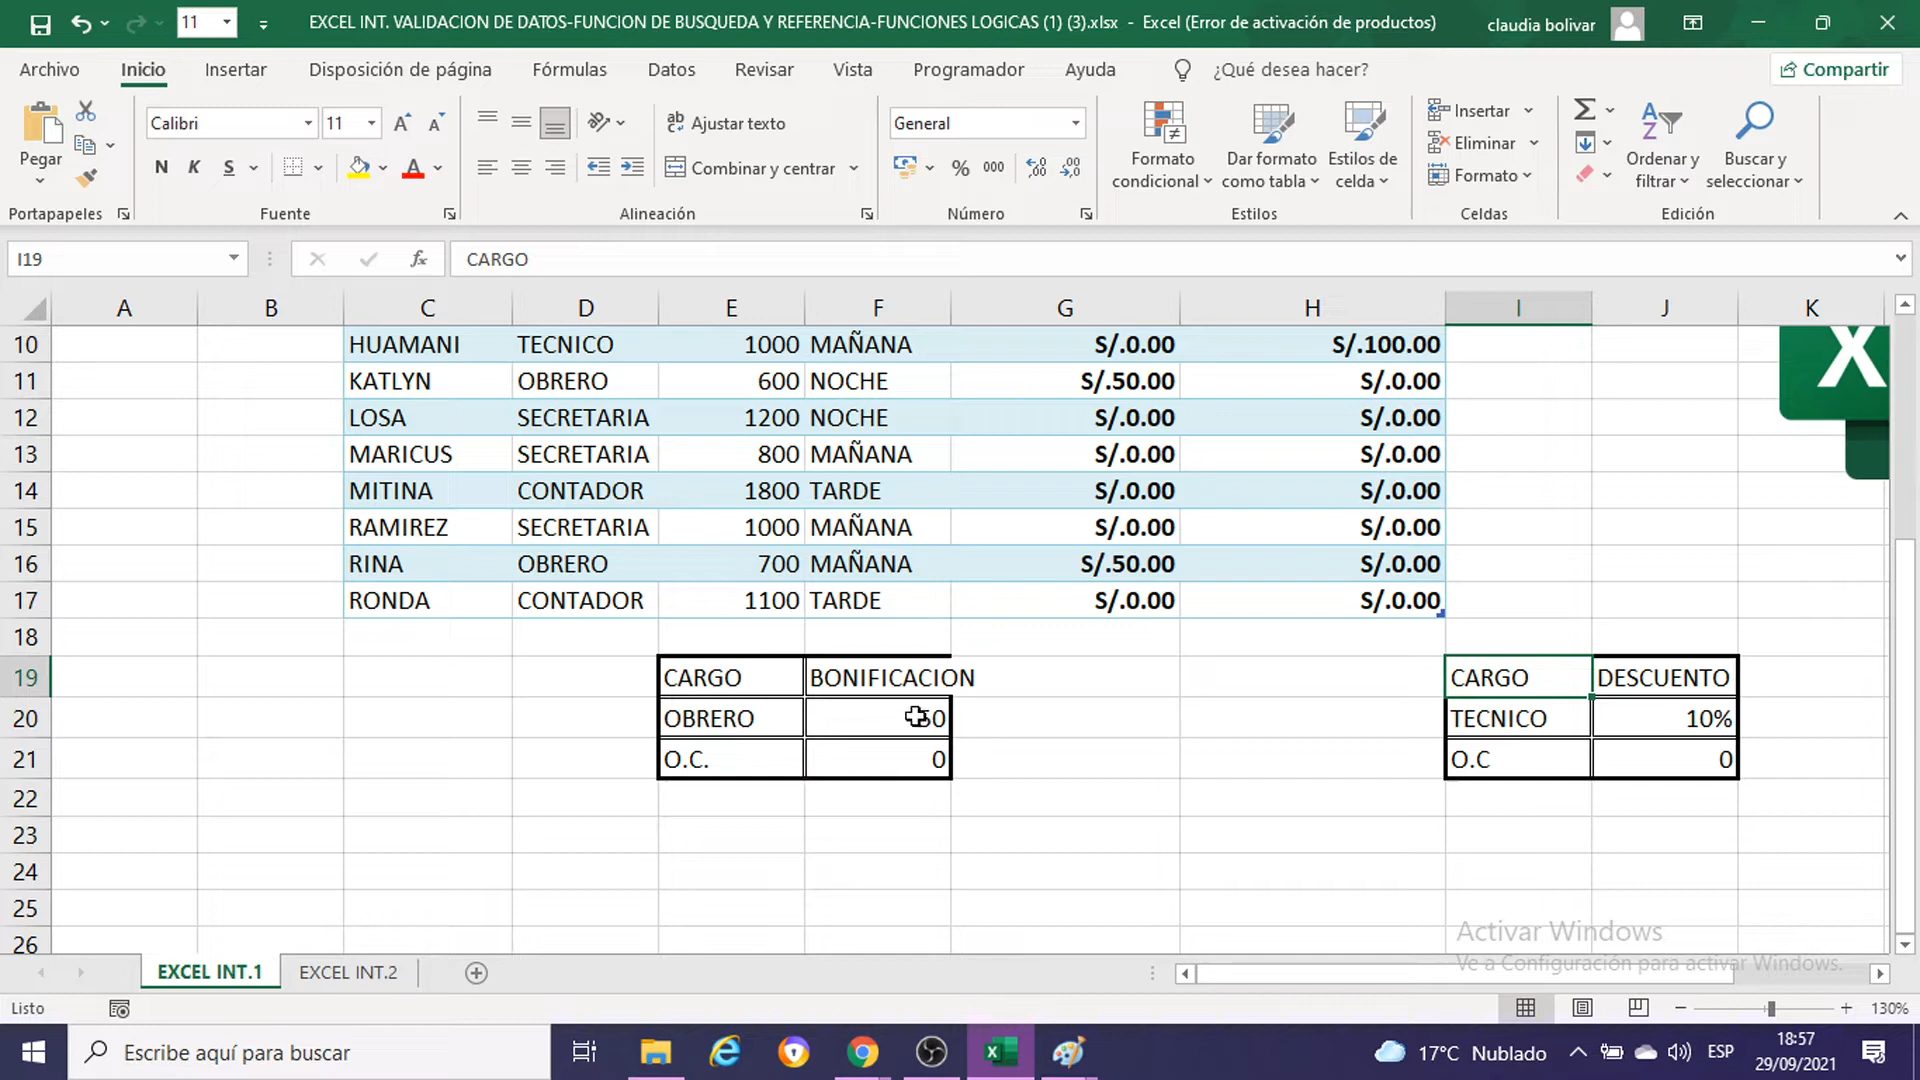 11 EXCEL INT. VALIDACION DE DATOS-FUNCION DE BUSQUEDA Y REFERENCIA-FUNCIONES LOGICAS (1) (3).xlsx - Excel (Error de activación de productos) claudia bolivar
Archivo Inicio Insertar Disposición de página Fórmulas Datos Revisar Vista Programador Ayuda ¿Qué desea hacer? Compartir
Pegar
Portapapeles
Calibri 11
N K S
Fuente
Ajustar texto
Combinar y centrar
Alineación
General
% 000
Número
Formato condicional
Dar formato como tabla
Estilos de celda
Estilos
Insertar
Eliminar
Formato
Celdas
Ordenar y filtrar
Buscar y seleccionar
Edición
I19 fx CARGO
A B C D E F G H I J K
10 HUAMANI TECNICO 1000 MAÑANA S/.0.00 S/.100.00
11 KATLYN OBRERO 600 NOCHE S/.50.00 S/.0.00
12 LOSA SECRETARIA 1200 NOCHE S/.0.00 S/.0.00
13 MARICUS SECRETARIA 800 MAÑANA S/.0.00 S/.0.00
14 MITINA CONTADOR 1800 TARDE S/.0.00 S/.0.00
15 RAMIREZ SECRETARIA 1000 MAÑANA S/.0.00 S/.0.00
16 RINA OBRERO 700 MAÑANA S/.50.00 S/.0.00
17 RONDA CONTADOR 1100 TARDE S/.0.00 S/.0.00
18
19 CARGO BONIFICACION CARGO DESCUENTO
20 OBRERO 50 TECNICO 10%
21 O.C. 0 O.C 0
22
23
24
25
26
Activar Windows
Ve a Configuración para activar Windows.
EXCEL INT.1 EXCEL INT.2
Listo 130%
Escribe aquí para buscar 17°C Nublado ESP 18:57
29/09/2021